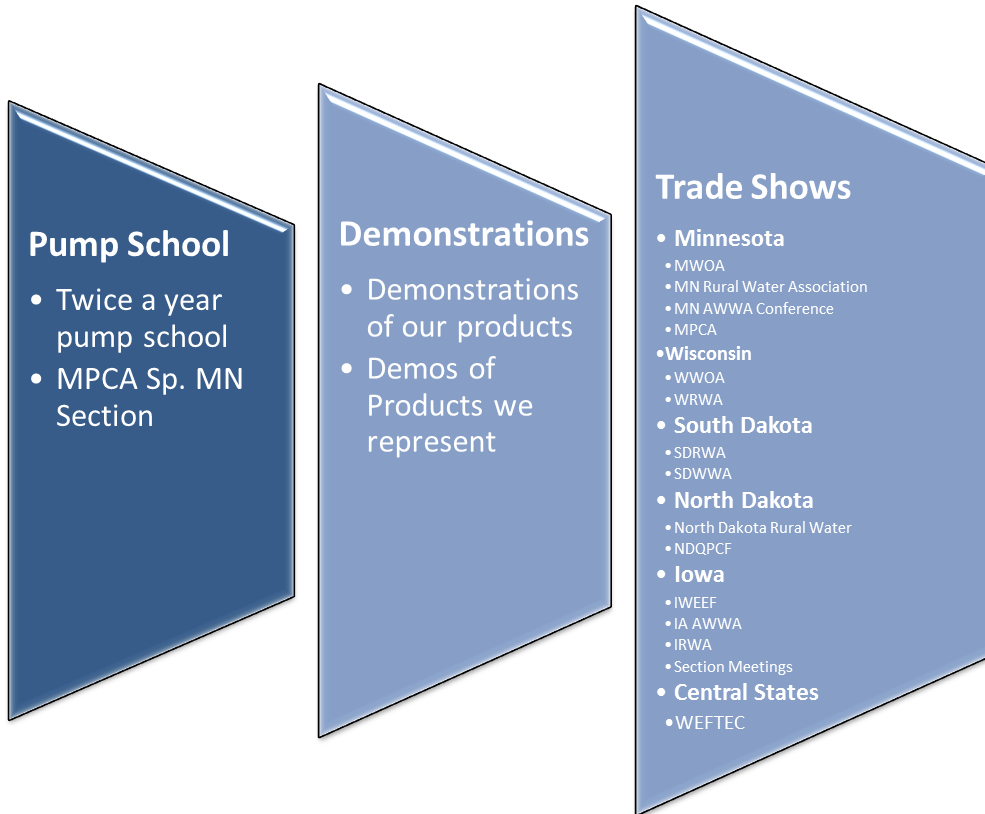 Pump School
• Twice a year
pump school
• MPCA Sp. MN
Section
Demonstrations
• Demonstrations
of our products
• Demos of
Products we
represent
Trade Shows
• Minnesota
• MWOA
• MN Rural Water Association
• MN AWWA Conference
• MPCA
•Wisconsin
• WWOA
• WRWA
• South Dakota
• SDRWA
• SDWWA
• North Dakota
• North Dakota Rural Water
• NDQPCF
• Iowa
• IWEEF
• IA AWWA
• IRWA
• Section Meetings
• Central States
•WEFTEC